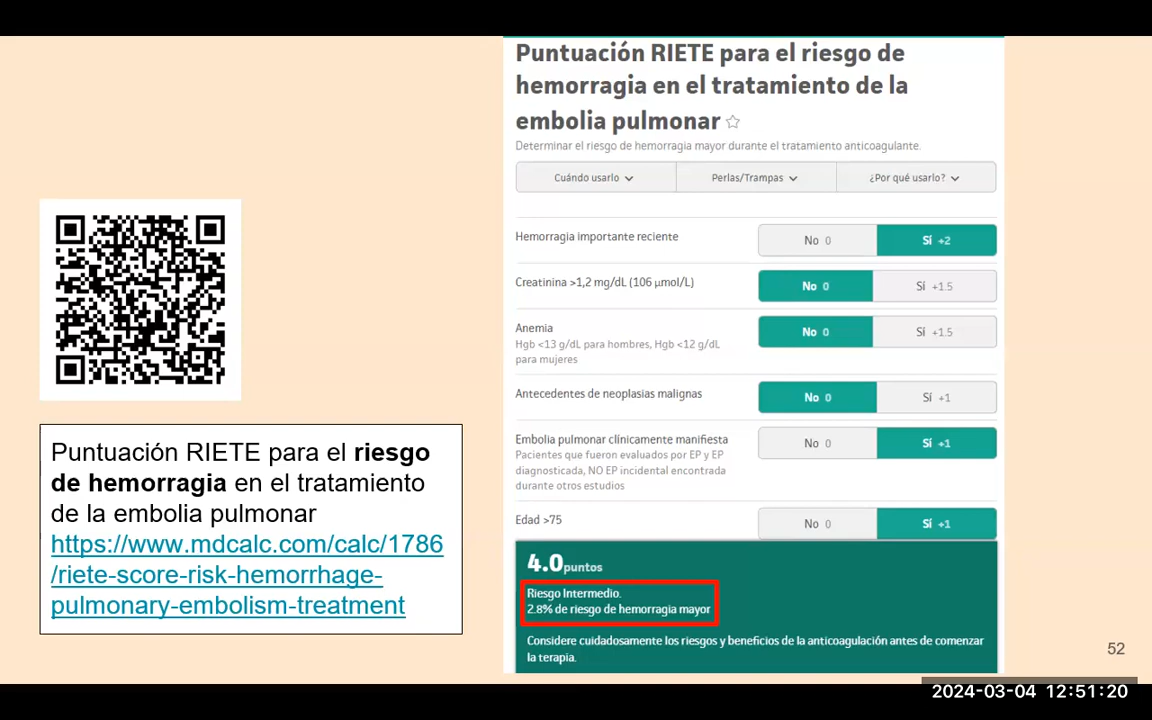 Puntuación RIETE para el riesgo de
hemorragia en el tratamiento de la
embolia pulmonar
Determinar el riesgo de hemorragia mayor durante el tratamiento anticoagulante.
Cuándo usarlo
Perlas/Trampas
¿Por qué usarlo?
Hemorragia importante reciente
No 0
Sí +2
Creatinina >1,2 mg/dL (106 µmol/L)
No 0
Sí +1.5
Anemia
Hgb <13 g/dL para hombres, Hgb <12 g/dL
para mujeres
No 0
Sí +1.5
Antecedentes de neoplasias malignas
No 0
Sí +1
Embolia pulmonar clínicamente manifiesta
Pacientes que fueron evaluados por EP y EP
diagnosticada, NO EP incidental encontrada
durante otros estudios
No 0
Sí +1
Edad >75
No 0
Sí +1
4.0 puntos
Riesgo Intermedio.
2.8% de riesgo de hemorragia mayor
Considere cuidadosamente los riesgos y beneficios de la anticoagulación antes de comenzar
la terapia.
Puntuación RIETE para el riesgo
de hemorragia en el tratamiento
de la embolia pulmonar
https://www.mdcalc.com/calc/1786
/riete-score-risk-hemorrhage-
pulmonary-embolism-treatment
52
2024-03-04 12:51:20